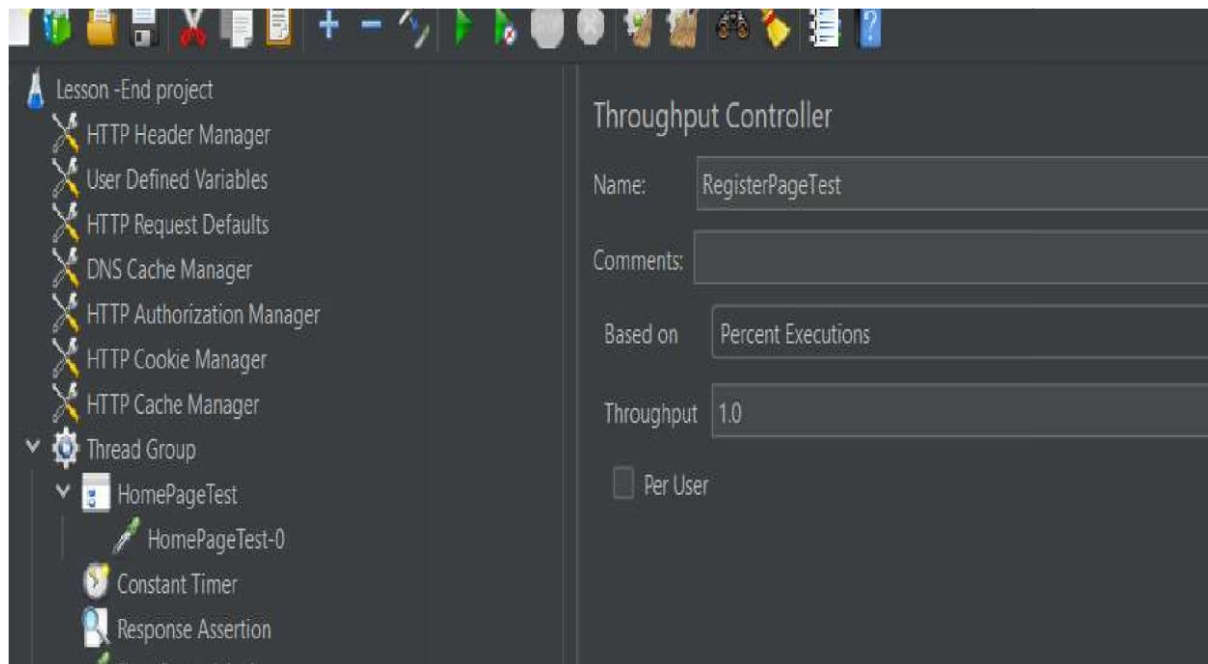 Lesson -End project
HTTP Header Manager
User Defined Variables
HTTP Request Defaults
DNS Cache Manager
HTTP Authorization Manager
HTTP Cookie Manager
HTTP Cache Manager
Thread Group
HomePageTest
HomePageTest-0
Constant Timer
Response Assertion
Throughput Controller
Name: RegisterPageTest
Comments:
Based on Percent Executions
Throughput 1.0
Per User